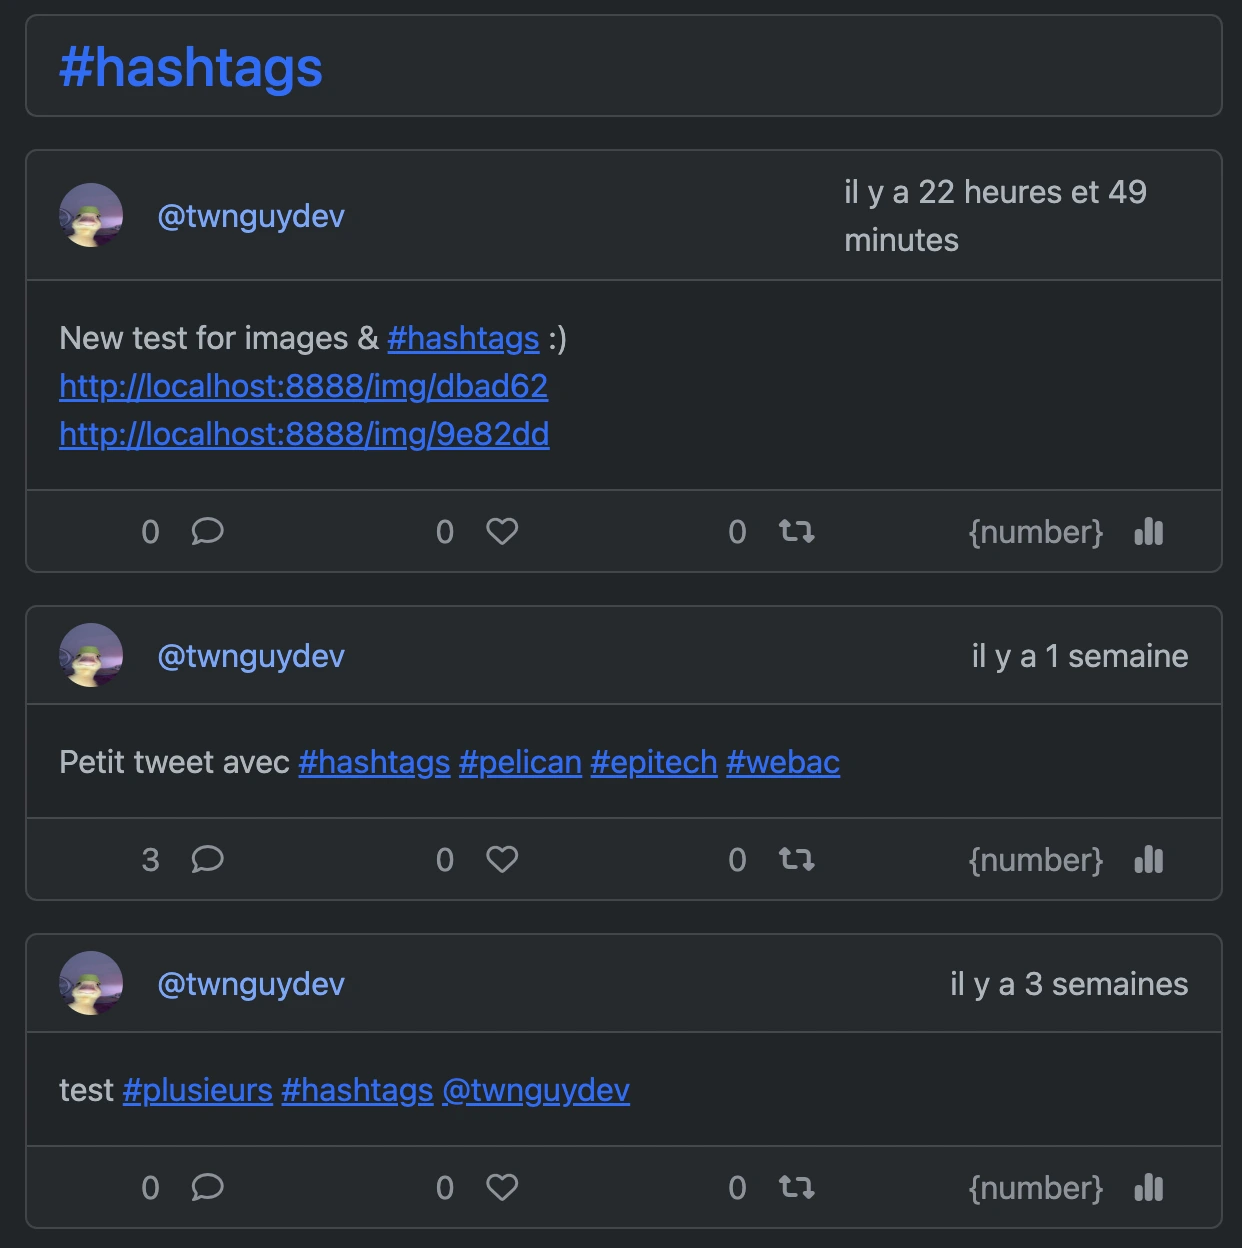 #hashtags
@twnguydev
il y a 22 heures et 49
minutes
New test for images & #hashtags :)
http://localhost:8888/img/dbad62
http://localhost:8888/img/9e82dd
0 0 0 {number}
@twnguydev il y a 1 semaine
Petit tweet avec #hashtags #pelican #epitech #webac
3 0 0 {number}
@twnguydev il y a 3 semaines
test #plusieurs #hashtags @twnguydev
0 0 0 {number}